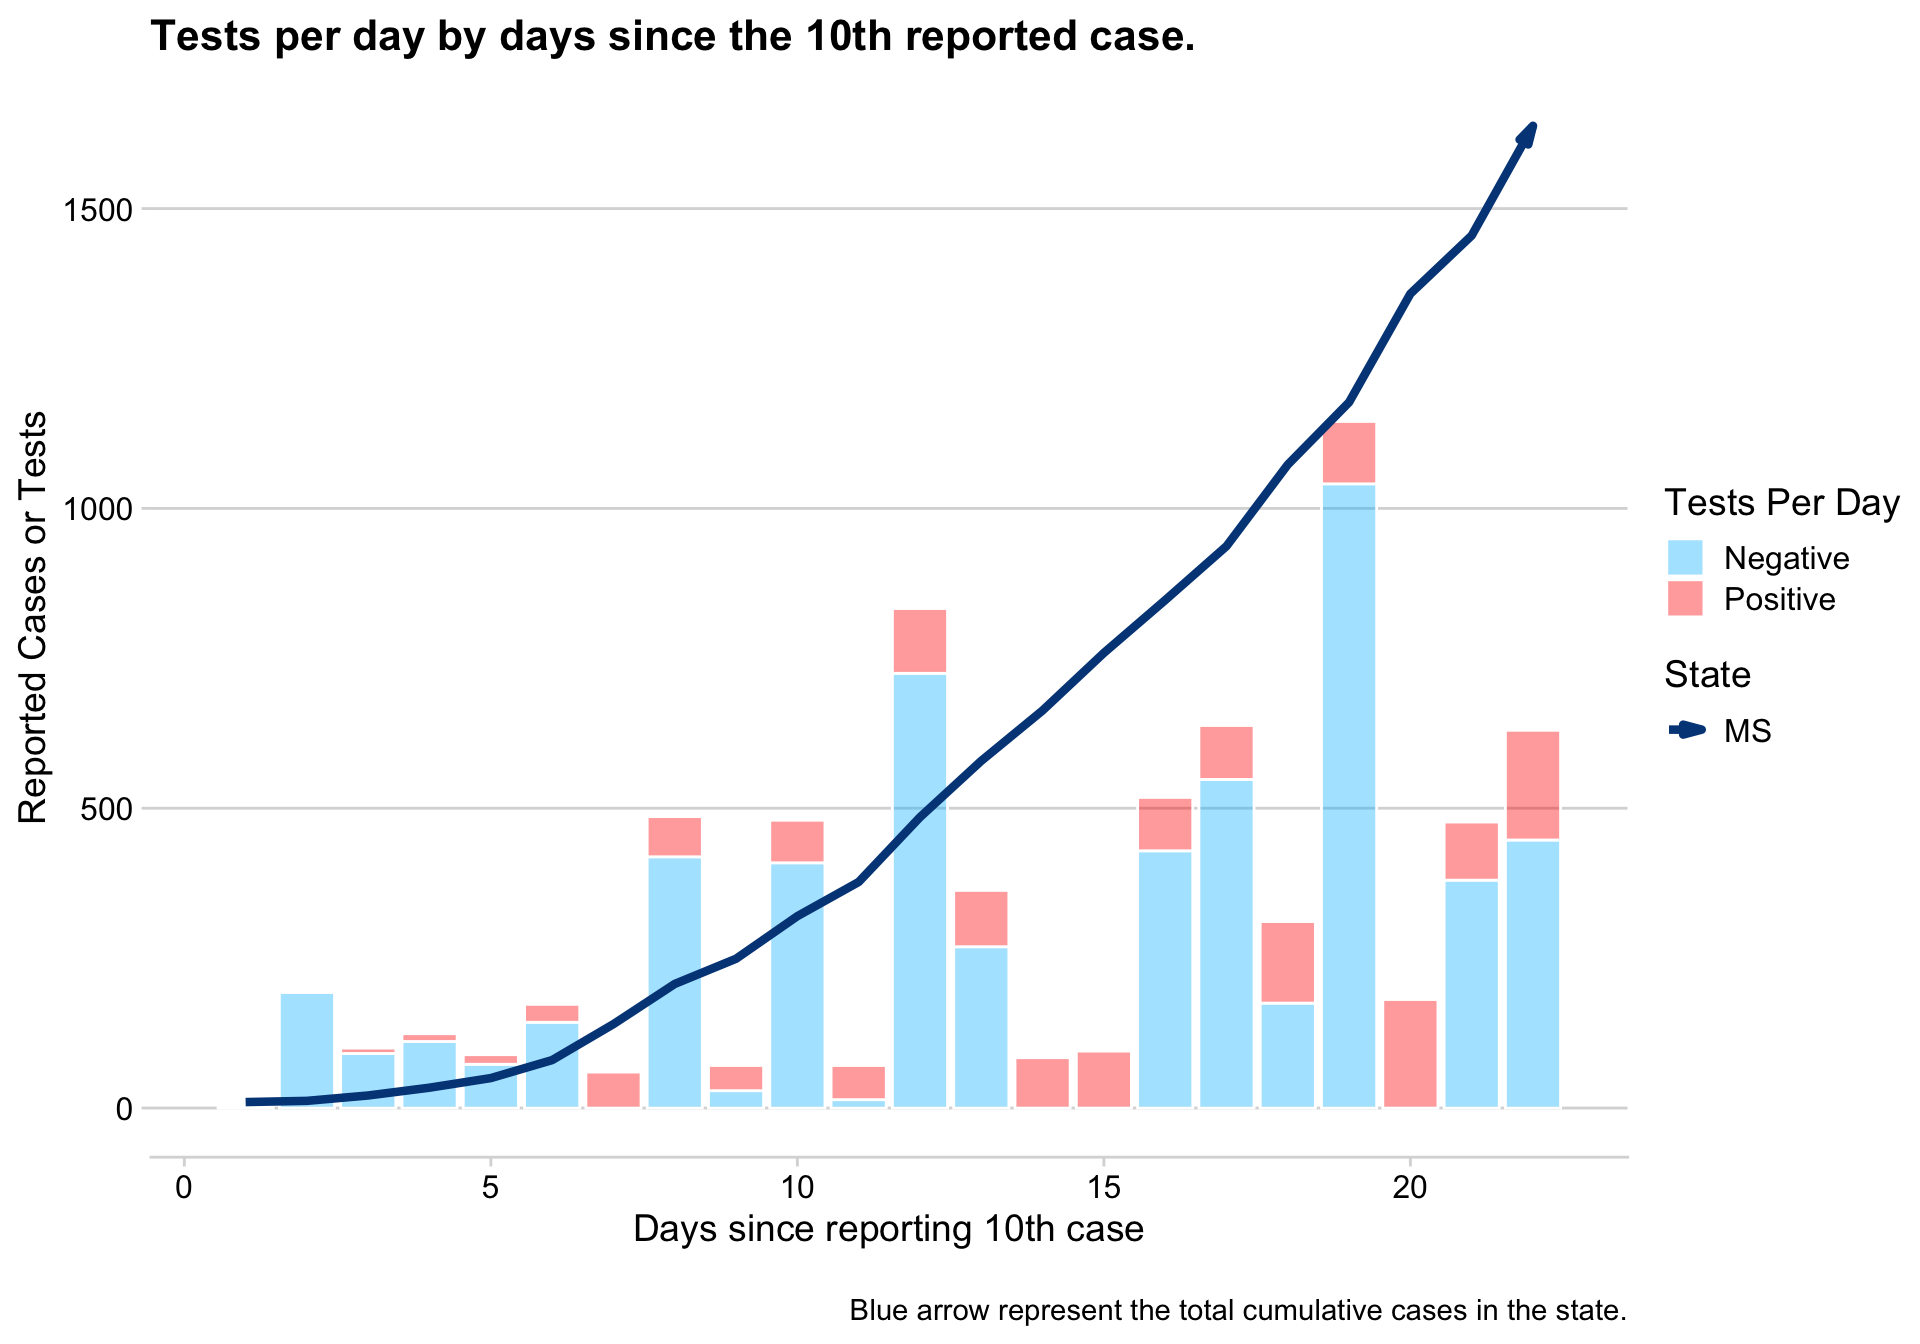 Tests per day by days since the 10th reported case.
1500
1000
500
0
Reported Cases or Tests
0 5 10 15 20
Days since reporting 10th case
Tests Per Day
Negative
Positive
State
MS
Blue arrow represent the total cumulative cases in the state.